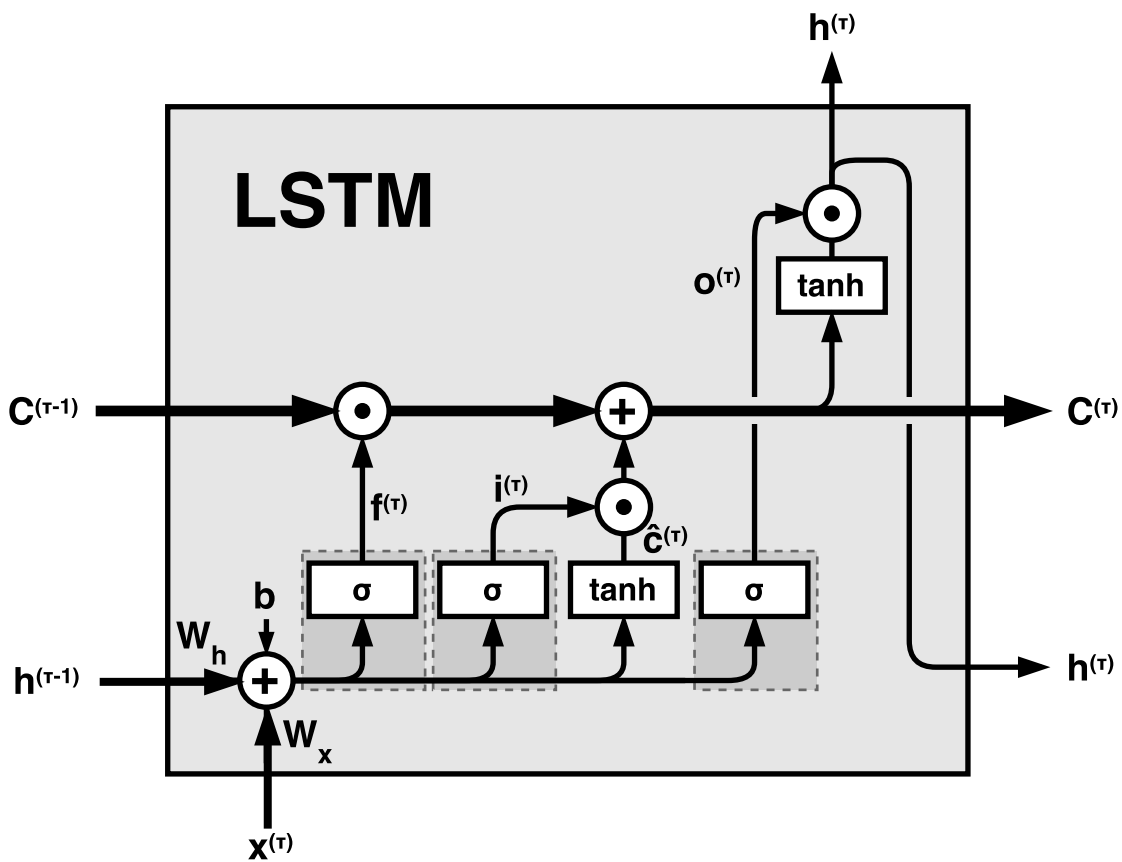 h(τ)
LSTM
o(τ)
tanh
C(τ-1)
+
C(τ)
i(τ)
f(τ)
ĉ(τ)
σ
σ
tanh
σ
b
Wh
h(τ-1)
+
h(τ)
Wx
x(τ)